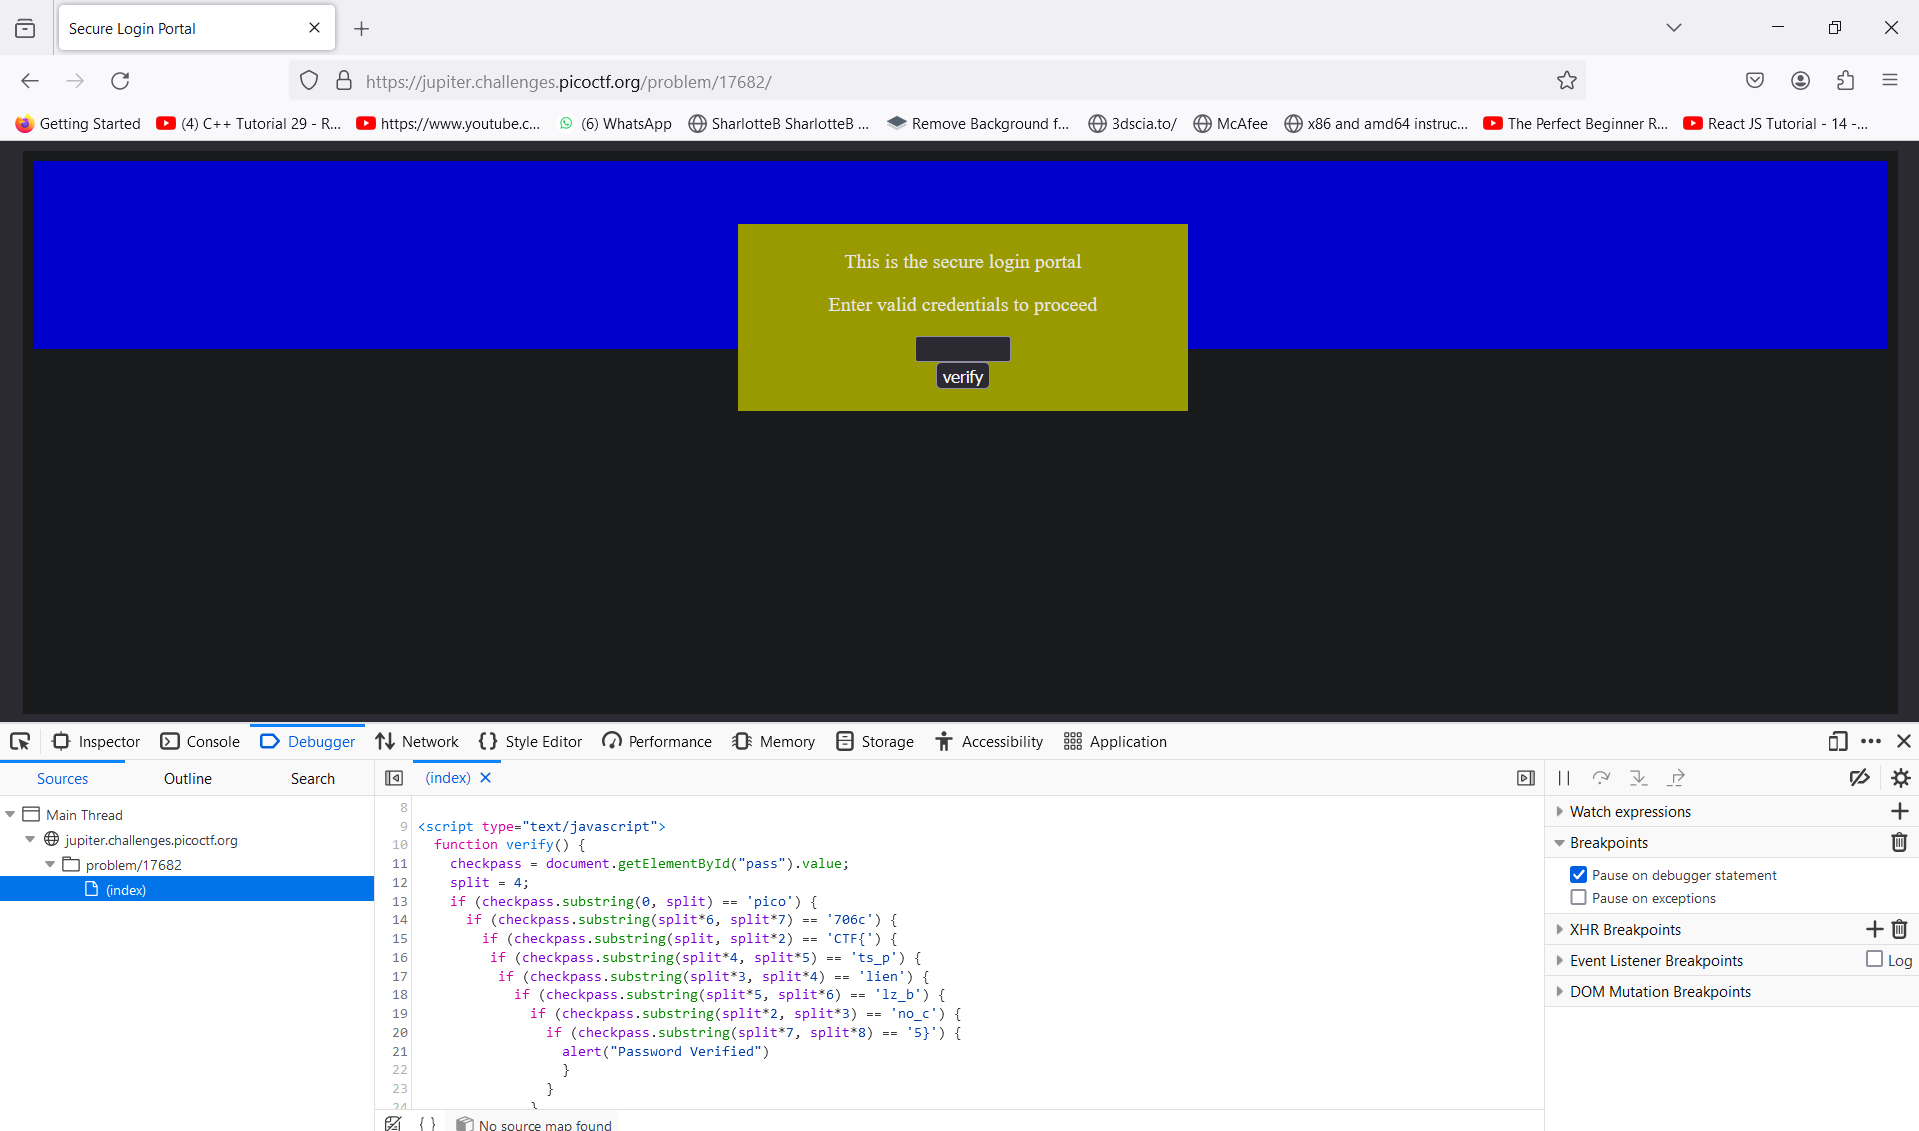 Secure Login Portal
https://jupiter.challenges.picoctf.org/problem/17682/
Getting Started (4) C++ Tutorial 29 - R... https://www.youtube.c... (6) WhatsApp SharlotteB SharlotteB ... Remove Background f... 3dscia.to/ McAfee x86 and amd64 instruc... The Perfect Beginner R... React JS Tutorial - 14 -...
This is the secure login portal
Enter valid credentials to proceed
verify
Inspector Console Debugger Network Style Editor Performance Memory Storage Accessibility Application
Sources Outline Search
Main Thread
jupiter.challenges.picoctf.org
problem/17682
(index)
(index)
8
9 <script type="text/javascript">
10 function verify() {
11 checkpass = document.getElementById("pass").value;
12 split = 4;
13 if (checkpass.substring(0, split) == 'pico') {
14 if (checkpass.substring(split*6, split*7) == '706c') {
15 if (checkpass.substring(split, split*2) == 'CTF{') {
16 if (checkpass.substring(split*4, split*5) == 'ts_p') {
17 if (checkpass.substring(split*3, split*4) == 'lien') {
18 if (checkpass.substring(split*5, split*6) == 'lz_b') {
19 if (checkpass.substring(split*2, split*3) == 'no_c') {
20 if (checkpass.substring(split*7, split*8) == '5}') {
21 alert("Password Verified")
22 }
23 }
24 }
{ } No source map found
Watch expressions
Breakpoints
Pause on debugger statement
Pause on exceptions
XHR Breakpoints
Event Listener Breakpoints Log
DOM Mutation Breakpoints